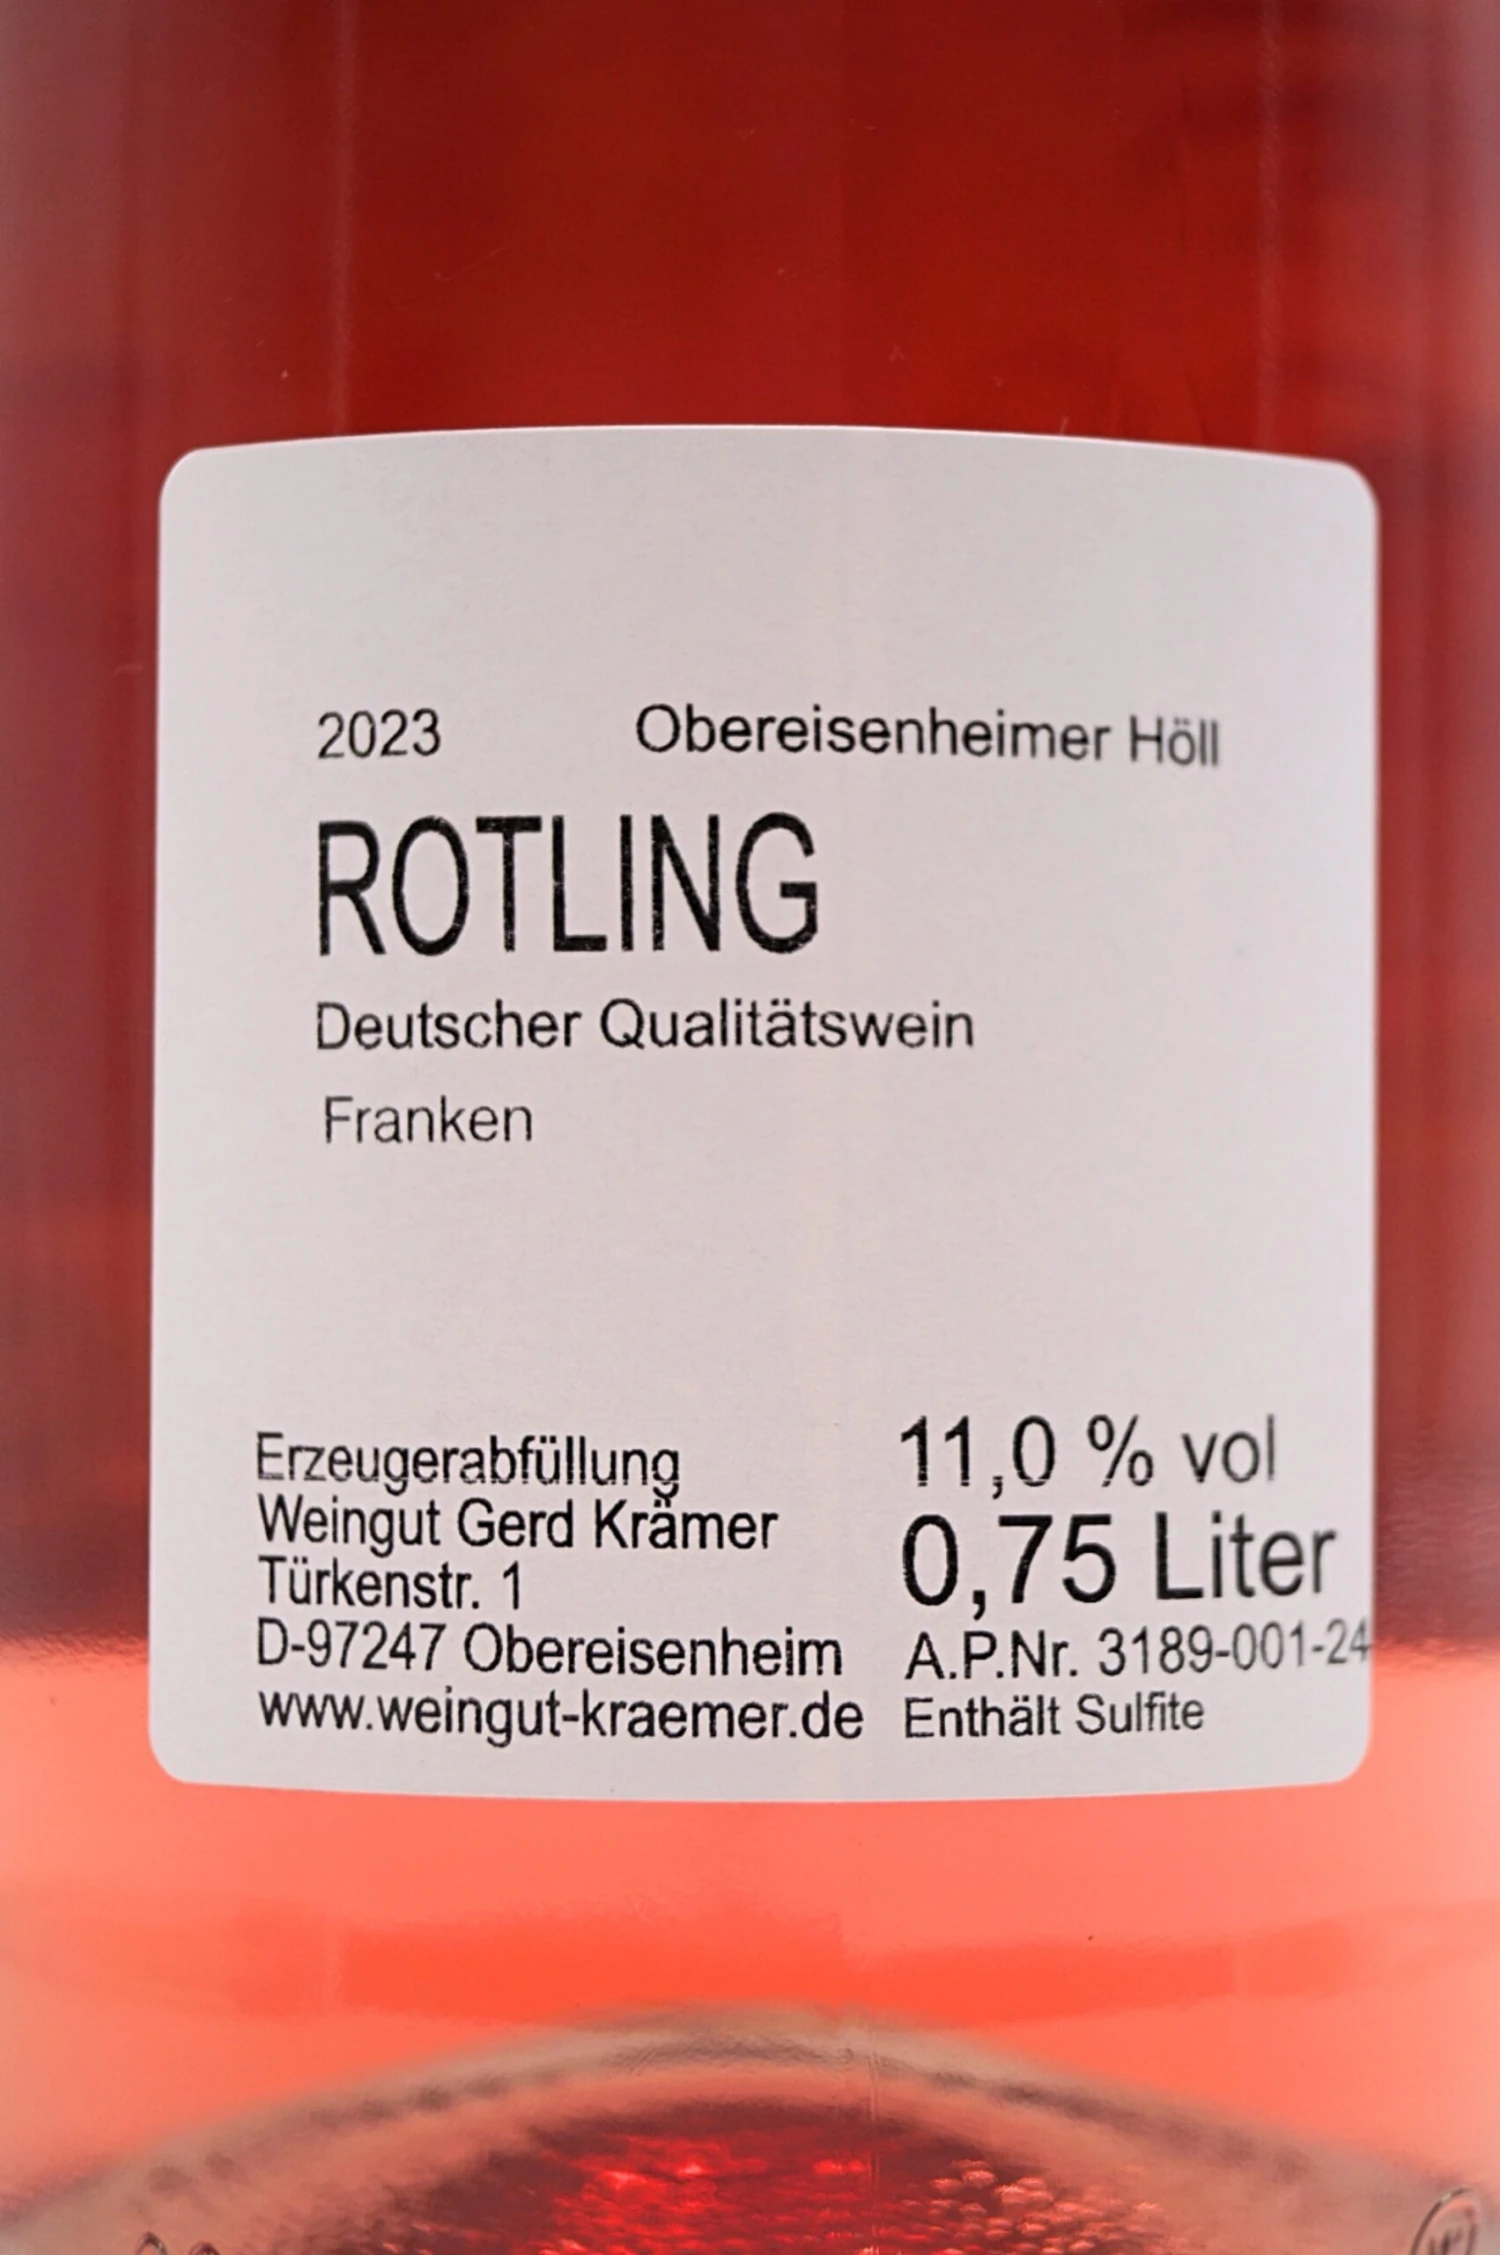 2023 Obereisenheimer Höll
ROTLING
Deutscher Qualitätswein
Franken
Erzeugerabfüllung
Weingut Gerd Krämer
Türkenstr. 1
D-97247 Obereisenheim
www.weingut-kraemer.de
11,0 % vol
0,75 Liter
A.P.Nr. 3189-001-24
Enthält Sulfite